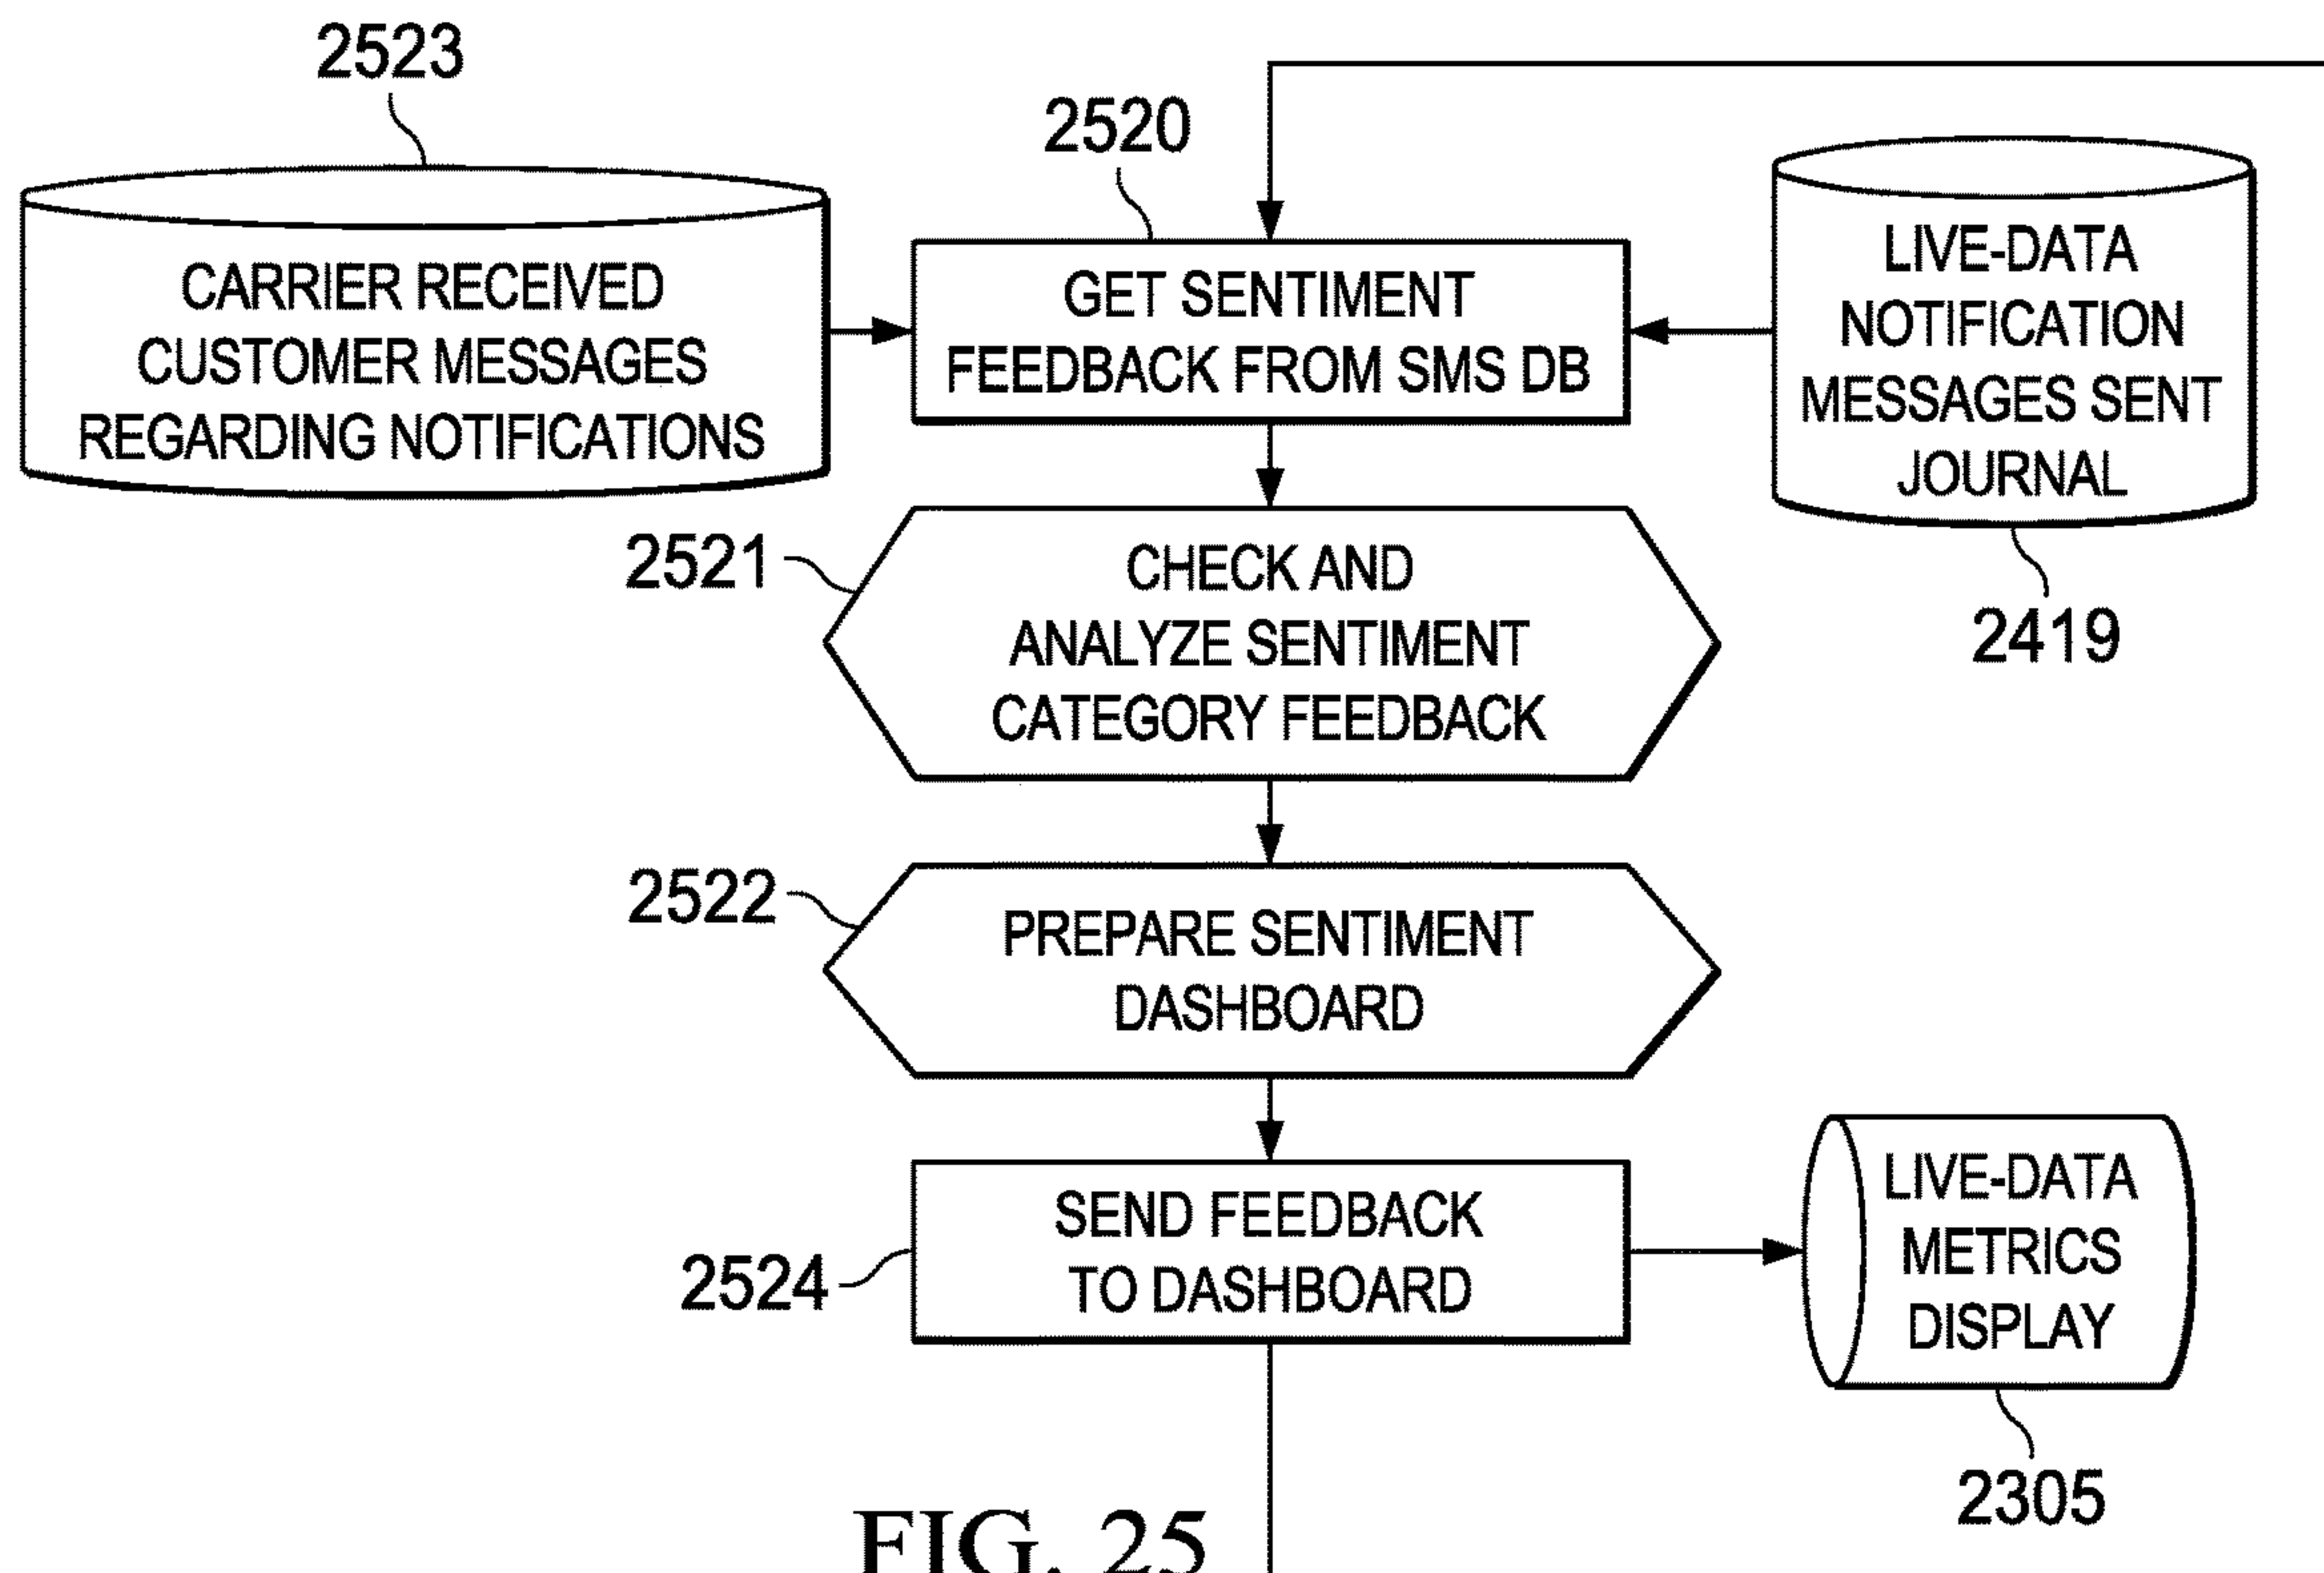 2523
CARRIER RECEIVED
CUSTOMER MESSAGES
REGARDING NOTIFICATIONS
2520
GET SENTIMENT
FEEDBACK FROM SMS DB
LIVE-DATA
NOTIFICATION
MESSAGES SENT
JOURNAL
2419
2521
CHECK AND
ANALYZE SENTIMENT
CATEGORY FEEDBACK
2522
PREPARE SENTIMENT
DASHBOARD
2524
SEND FEEDBACK
TO DASHBOARD
LIVE-DATA
METRICS
DISPLAY
2305
FIG. 25